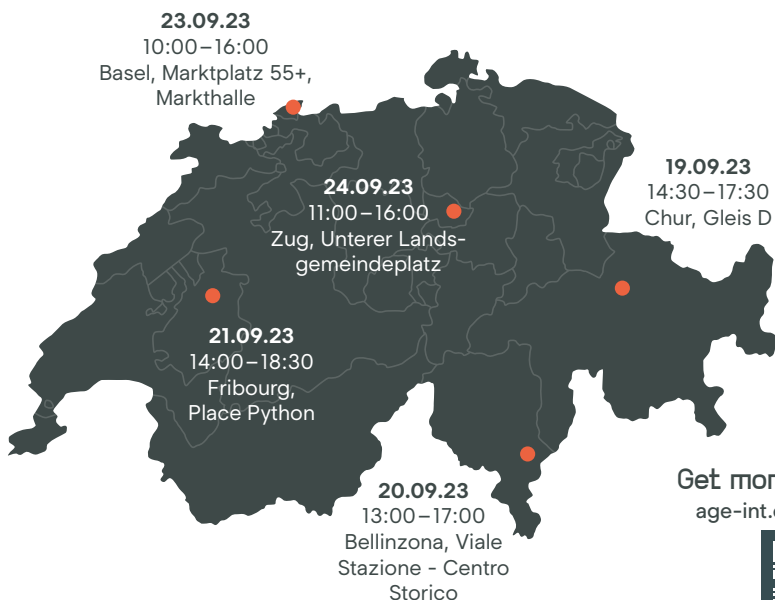 23.09.23
10:00–16:00
Basel, Marktplatz 55+,
Markthalle
24.09.23
11:00–16:00
Zug, Unterer Lands-
gemeindeplatz
19.09.23
14:30–17:30
Chur, Gleis D
21.09.23
14:00–18:30
Fribourg,
Place Python
20.09.23
13:00–17:00
Bellinzona, Viale
Stazione - Centro
Storico
Get